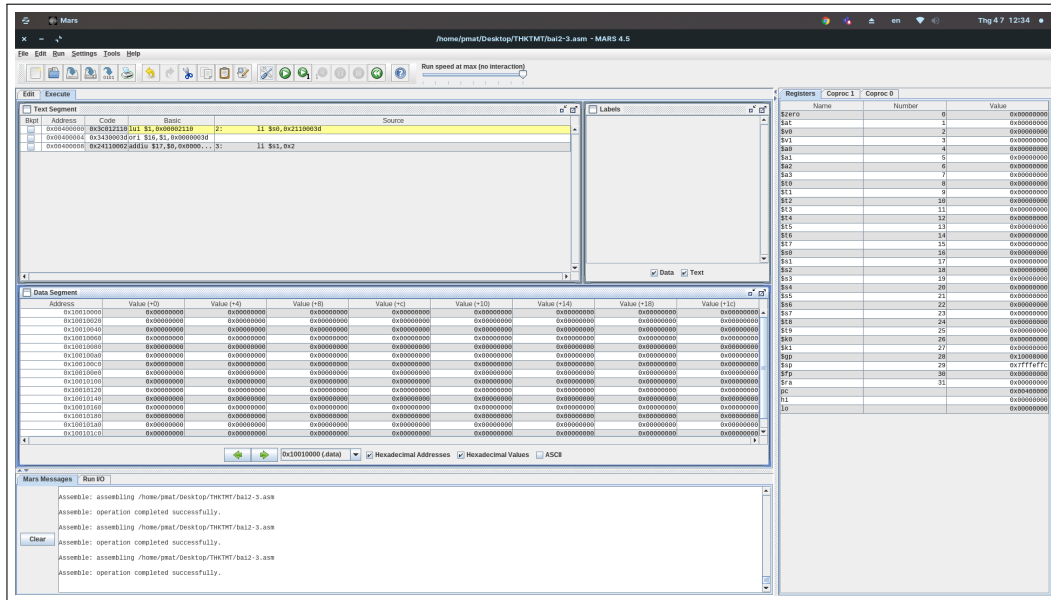 Mars
en
Thg 4 7 12:34
/home/pmat/Desktop/THKTMT/bai2-3.asm - MARS 4.5
File Edit Run Settings Tools Help
Run speed at max (no interaction)
Edit Execute
Text Segment
Bkpt Address Code Basic Source
0x00400000 0x3c012110 lui $1,0x00002110 2: li $s0,0x2110003d
0x00400004 0x3430003d ori $16,$1,0x0000003d
0x00400008 0x24110002 addiu $17,$0,0x0000... 3: li $s1,0x2
Labels
Data Text
Data Segment
Address Value (+0) Value (+4) Value (+8) Value (+c) Value (+10) Value (+14) Value (+18) Value (+1c)
0x10010000 0x00000000 0x00000000 0x00000000 0x00000000 0x00000000 0x00000000 0x00000000 0x00000000
0x10010020 0x00000000 0x00000000 0x00000000 0x00000000 0x00000000 0x00000000 0x00000000 0x00000000
0x10010040 0x00000000 0x00000000 0x00000000 0x00000000 0x00000000 0x00000000 0x00000000 0x00000000
0x10010060 0x00000000 0x00000000 0x00000000 0x00000000 0x00000000 0x00000000 0x00000000 0x00000000
0x10010080 0x00000000 0x00000000 0x00000000 0x00000000 0x00000000 0x00000000 0x00000000 0x00000000
0x100100a0 0x00000000 0x00000000 0x00000000 0x00000000 0x00000000 0x00000000 0x00000000 0x00000000
0x100100c0 0x00000000 0x00000000 0x00000000 0x00000000 0x00000000 0x00000000 0x00000000 0x00000000
0x100100e0 0x00000000 0x00000000 0x00000000 0x00000000 0x00000000 0x00000000 0x00000000 0x00000000
0x10010100 0x00000000 0x00000000 0x00000000 0x00000000 0x00000000 0x00000000 0x00000000 0x00000000
0x10010120 0x00000000 0x00000000 0x00000000 0x00000000 0x00000000 0x00000000 0x00000000 0x00000000
0x10010140 0x00000000 0x00000000 0x00000000 0x00000000 0x00000000 0x00000000 0x00000000 0x00000000
0x10010160 0x00000000 0x00000000 0x00000000 0x00000000 0x00000000 0x00000000 0x00000000 0x00000000
0x10010180 0x00000000 0x00000000 0x00000000 0x00000000 0x00000000 0x00000000 0x00000000 0x00000000
0x100101a0 0x00000000 0x00000000 0x00000000 0x00000000 0x00000000 0x00000000 0x00000000 0x00000000
0x100101c0 0x00000000 0x00000000 0x00000000 0x00000000 0x00000000 0x00000000 0x00000000 0x00000000
0x10010000 (.data) Hexadecimal Addresses Hexadecimal Values ASCII
Mars Messages Run I/O
Assemble: assembling /home/pmat/Desktop/THKTMT/bai2-3.asm
Assemble: operation completed successfully.
Assemble: assembling /home/pmat/Desktop/THKTMT/bai2-3.asm
Clear
Assemble: operation completed successfully.
Assemble: assembling /home/pmat/Desktop/THKTMT/bai2-3.asm
Assemble: operation completed successfully.
Registers Coproc 1 Coproc 0
Name Number Value
$zero 0 0x00000000
$at 1 0x00000000
$v0 2 0x00000000
$v1 3 0x00000000
$a0 4 0x00000000
$a1 5 0x00000000
$a2 6 0x00000000
$a3 7 0x00000000
$t0 8 0x00000000
$t1 9 0x00000000
$t2 10 0x00000000
$t3 11 0x00000000
$t4 12 0x00000000
$t5 13 0x00000000
$t6 14 0x00000000
$t7 15 0x00000000
$s0 16 0x00000000
$s1 17 0x00000000
$s2 18 0x00000000
$s3 19 0x00000000
$s4 20 0x00000000
$s5 21 0x00000000
$s6 22 0x00000000
$s7 23 0x00000000
$t8 24 0x00000000
$t9 25 0x00000000
$k0 26 0x00000000
$k1 27 0x00000000
$gp 28 0x10008000
$sp 29 0x7fffeffc
$fp 30 0x00000000
$ra 31 0x00000000
pc 0x00400000
hi 0x00000000
lo 0x00000000